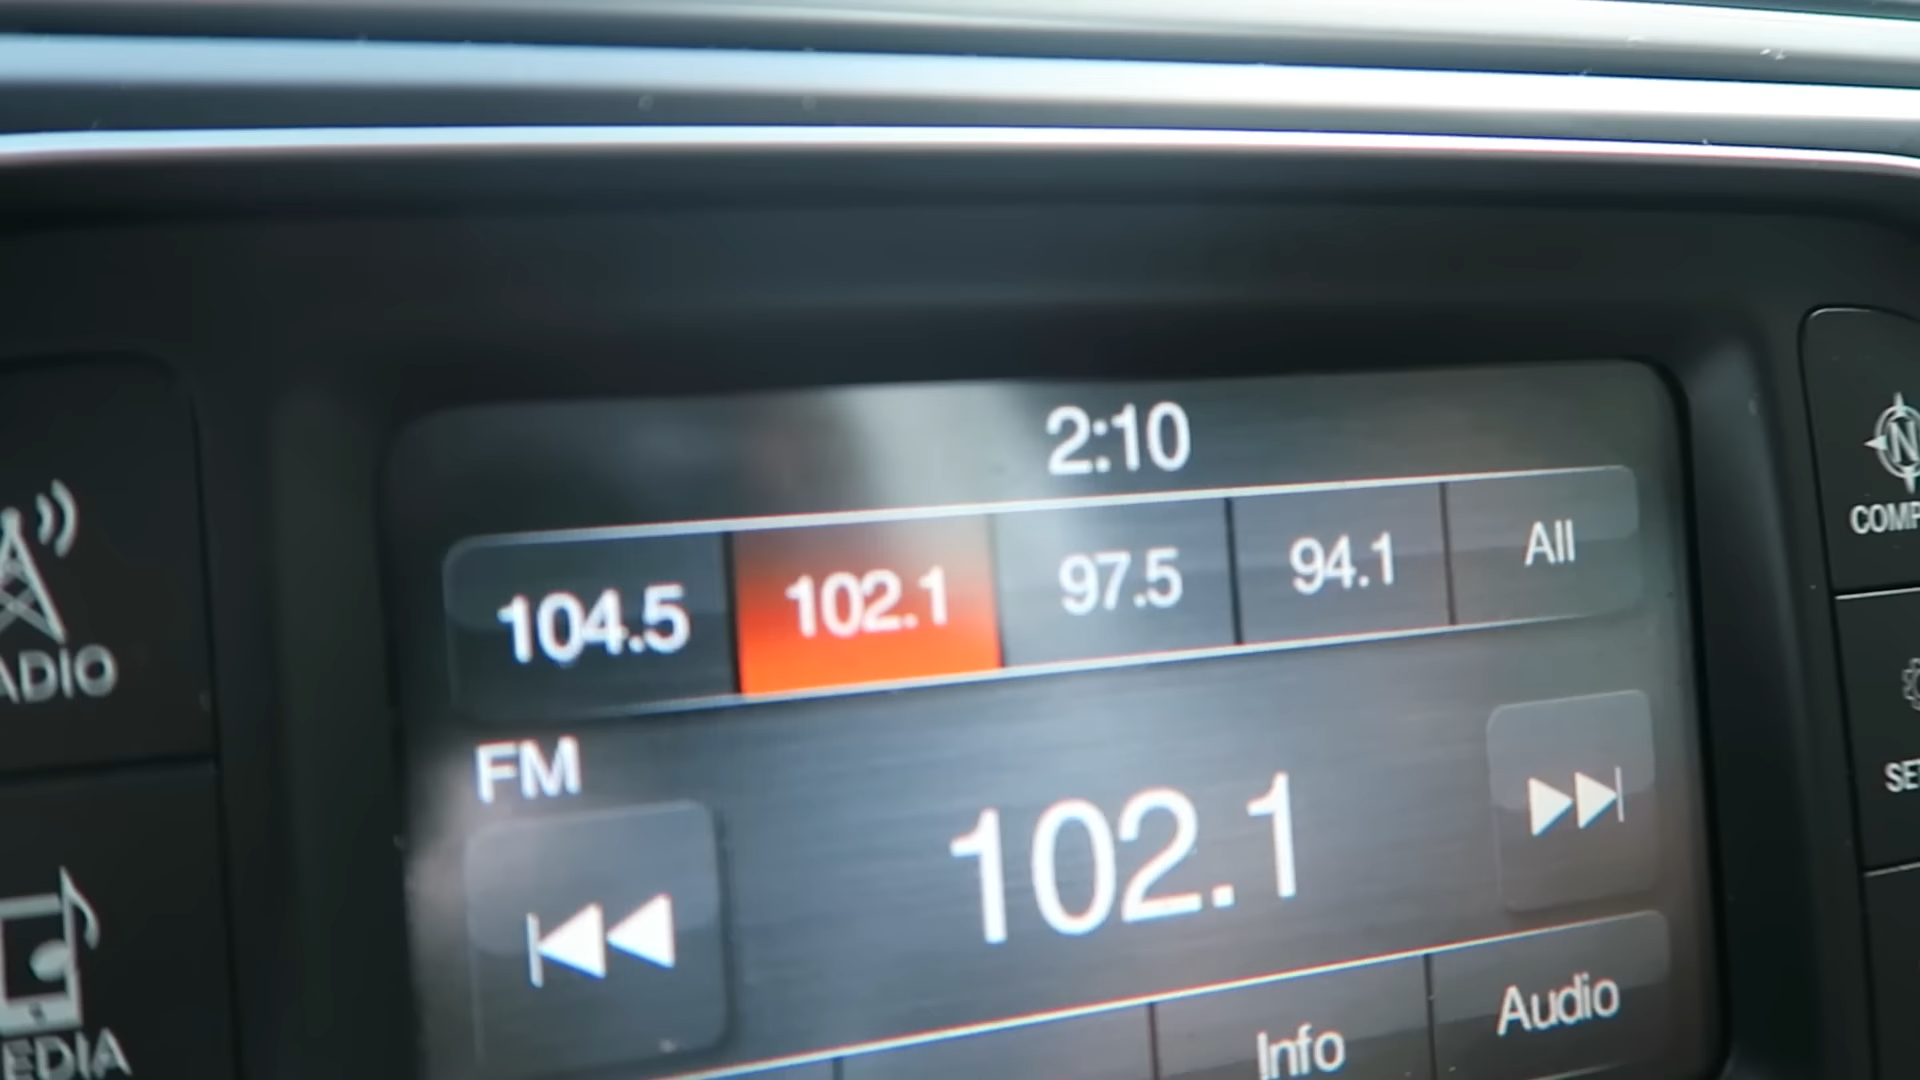 2:10
104.5 102.1 97.5 94.1 All
FM
102.1
Info Audio
ADIO
EDIA
COMP
SE
N